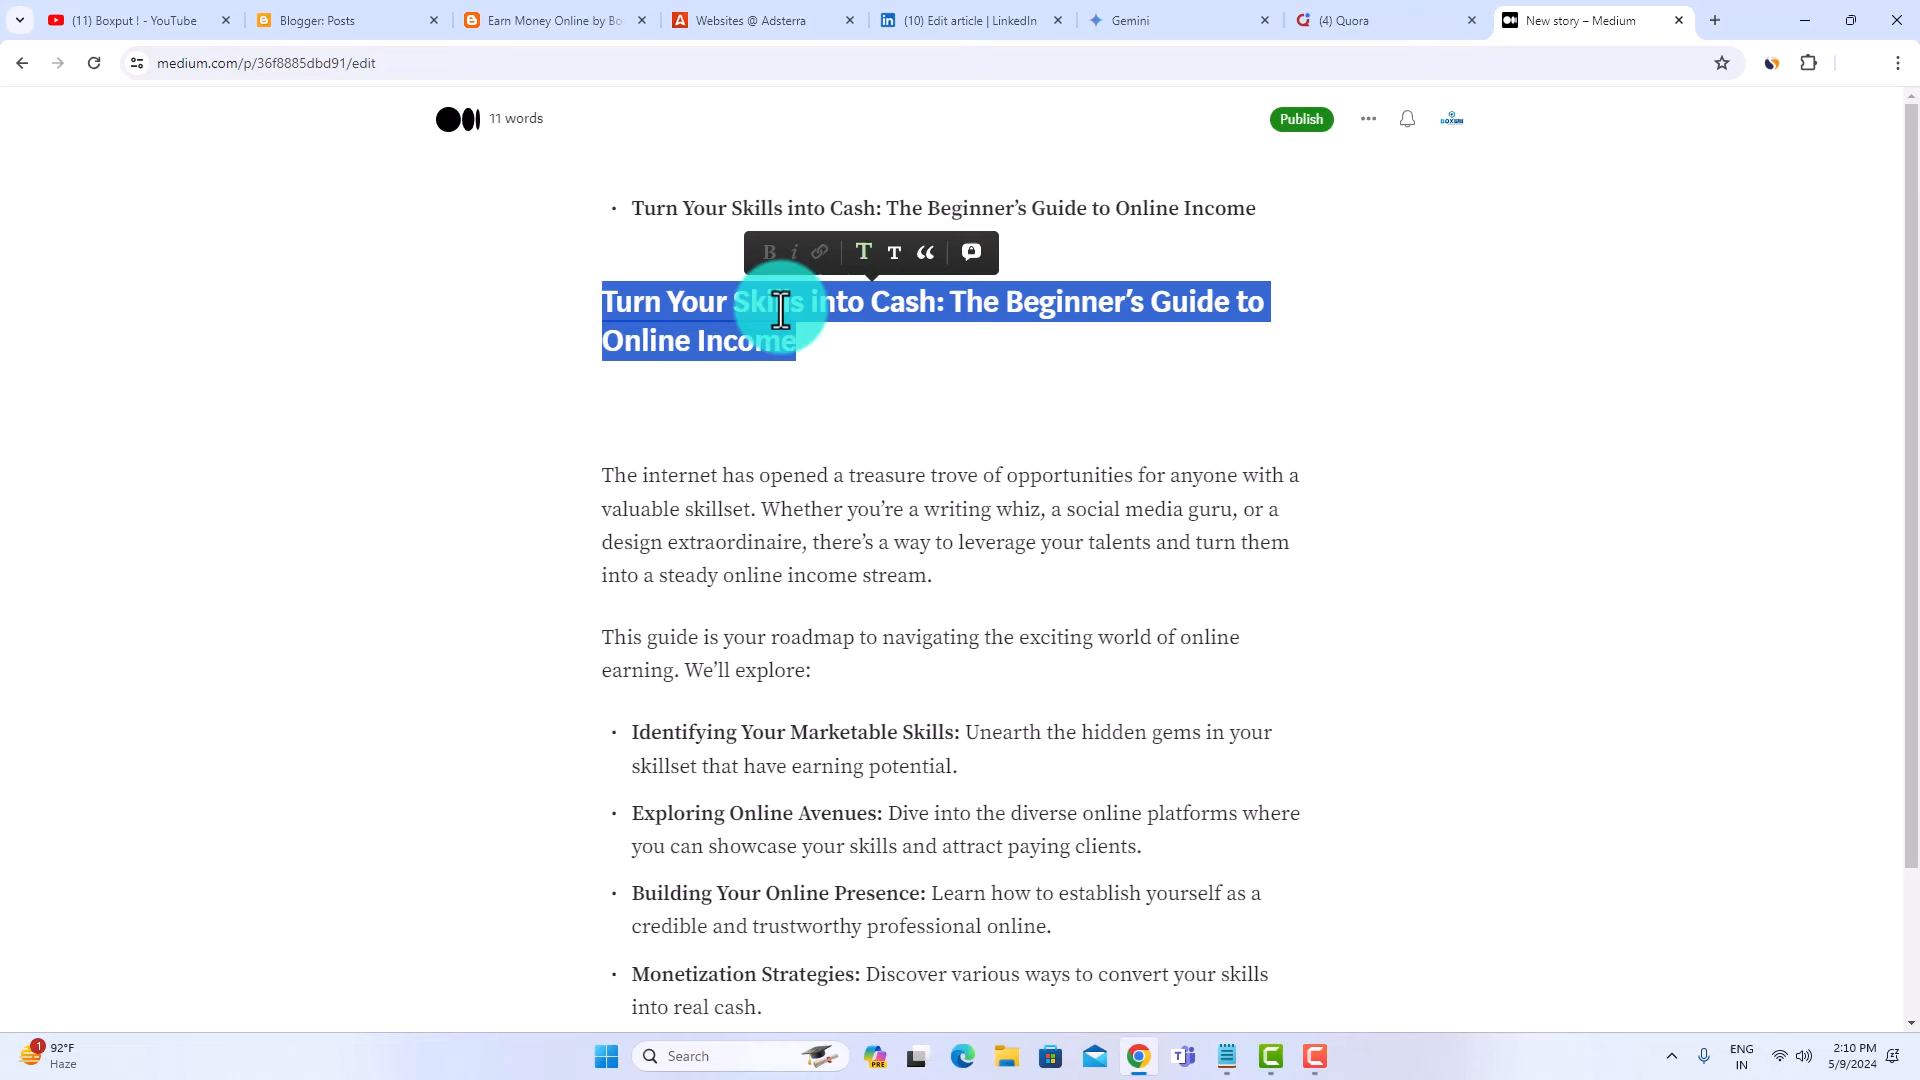 (11) Boxput ! - YouTube
Blogger: Posts
Earn Money Online by Bo
Websites @ Adsterra
(10) Edit article | LinkedIn
Gemini
(4) Quora
New story – Medium
medium.com/p/36f8885dbd91/edit
11 words
Publish
Turn Your Skills into Cash: The Beginner’s Guide to Online Income
B i T T
Turn Your Skills into Cash: The Beginner’s Guide to
Online Income
The internet has opened a treasure trove of opportunities for anyone with a
valuable skillset. Whether you’re a writing whiz, a social media guru, or a
design extraordinaire, there’s a way to leverage your talents and turn them
into a steady online income stream.
This guide is your roadmap to navigating the exciting world of online
earning. We’ll explore:
Identifying Your Marketable Skills: Unearth the hidden gems in your
skillset that have earning potential.
Exploring Online Avenues: Dive into the diverse online platforms where
you can showcase your skills and attract paying clients.
Building Your Online Presence: Learn how to establish yourself as a
credible and trustworthy professional online.
Monetization Strategies: Discover various ways to convert your skills
into real cash.
1
92°F
Haze
Search
PRE
ENG
IN
2:10 PM
5/9/2024